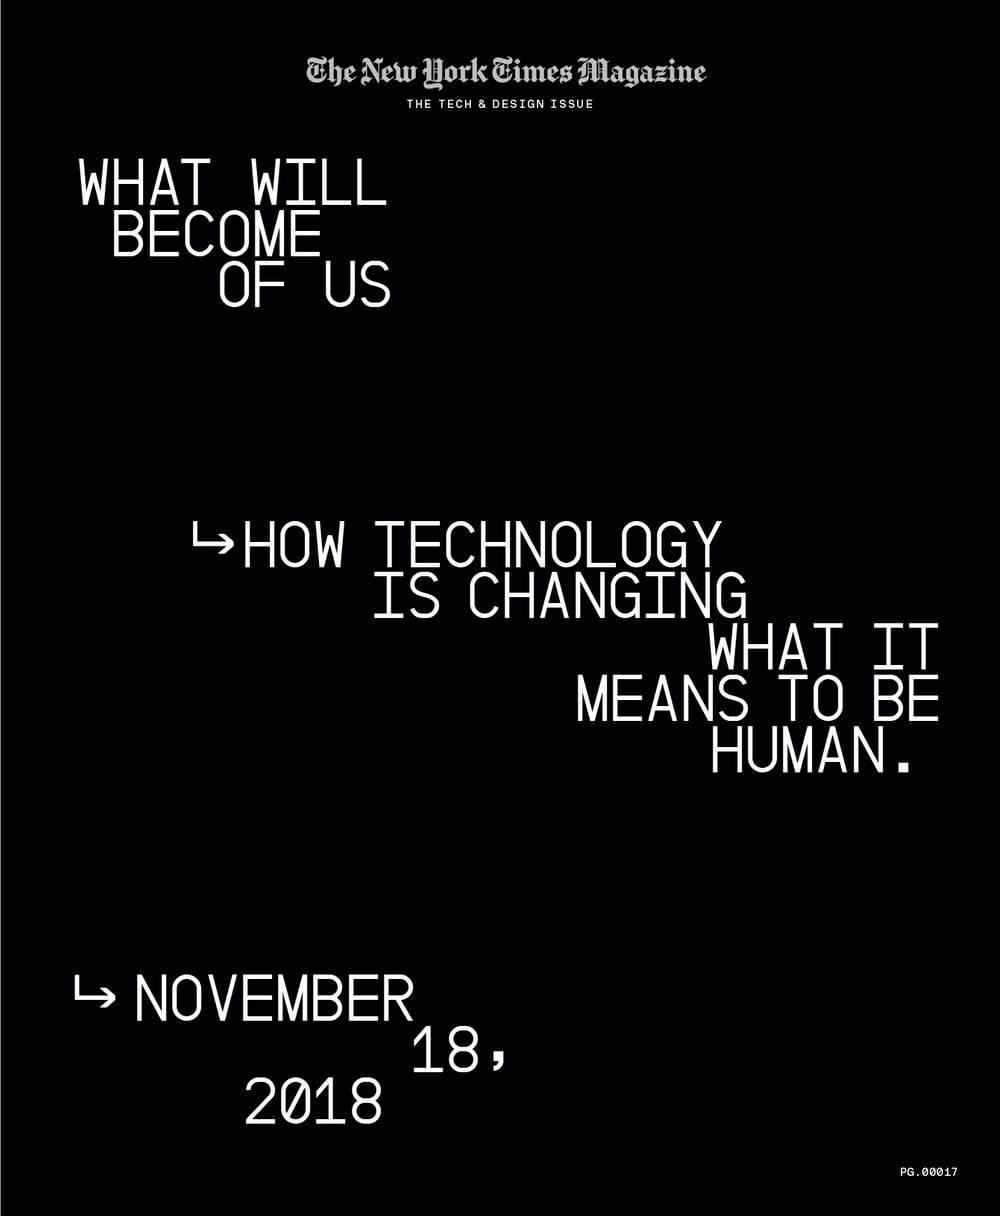 The New York Times Magazine
THE TECH & DESIGN ISSUE
WHAT WILL
BECOME
OF US
↳HOW TECHNOLOGY
IS CHANGING
WHAT IT
MEANS TO BE
HUMAN.
↳ NOVEMBER
18,
2018
PG.00017